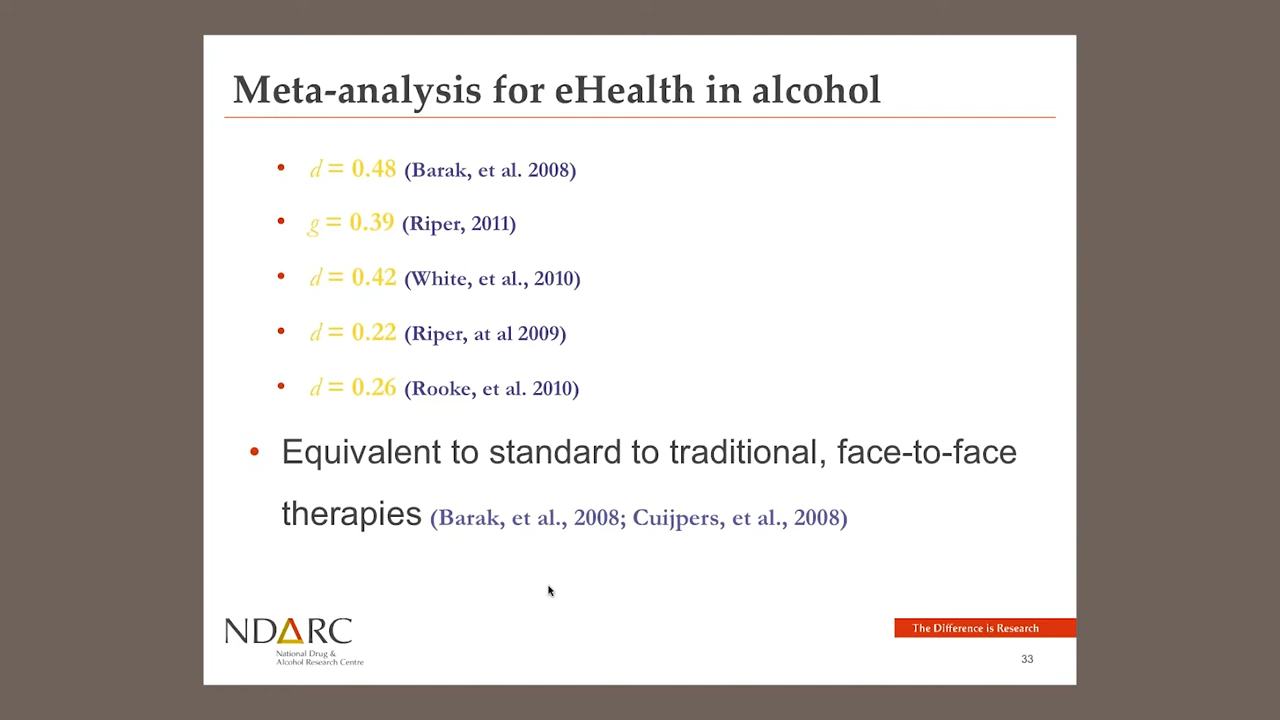 Meta-analysis for eHealth in alcohol
• d = 0.48 (Barak, et al. 2008)
• g = 0.39 (Riper, 2011)
• d = 0.42 (White, et al., 2010)
• d = 0.22 (Riper, at al 2009)
• d = 0.26 (Rooke, et al. 2010)
• Equivalent to standard to traditional, face-to-face
therapies (Barak, et al., 2008; Cuijpers, et al., 2008)
NDARC
National Drug &
Alcohol Research Centre
The Difference is Research
33